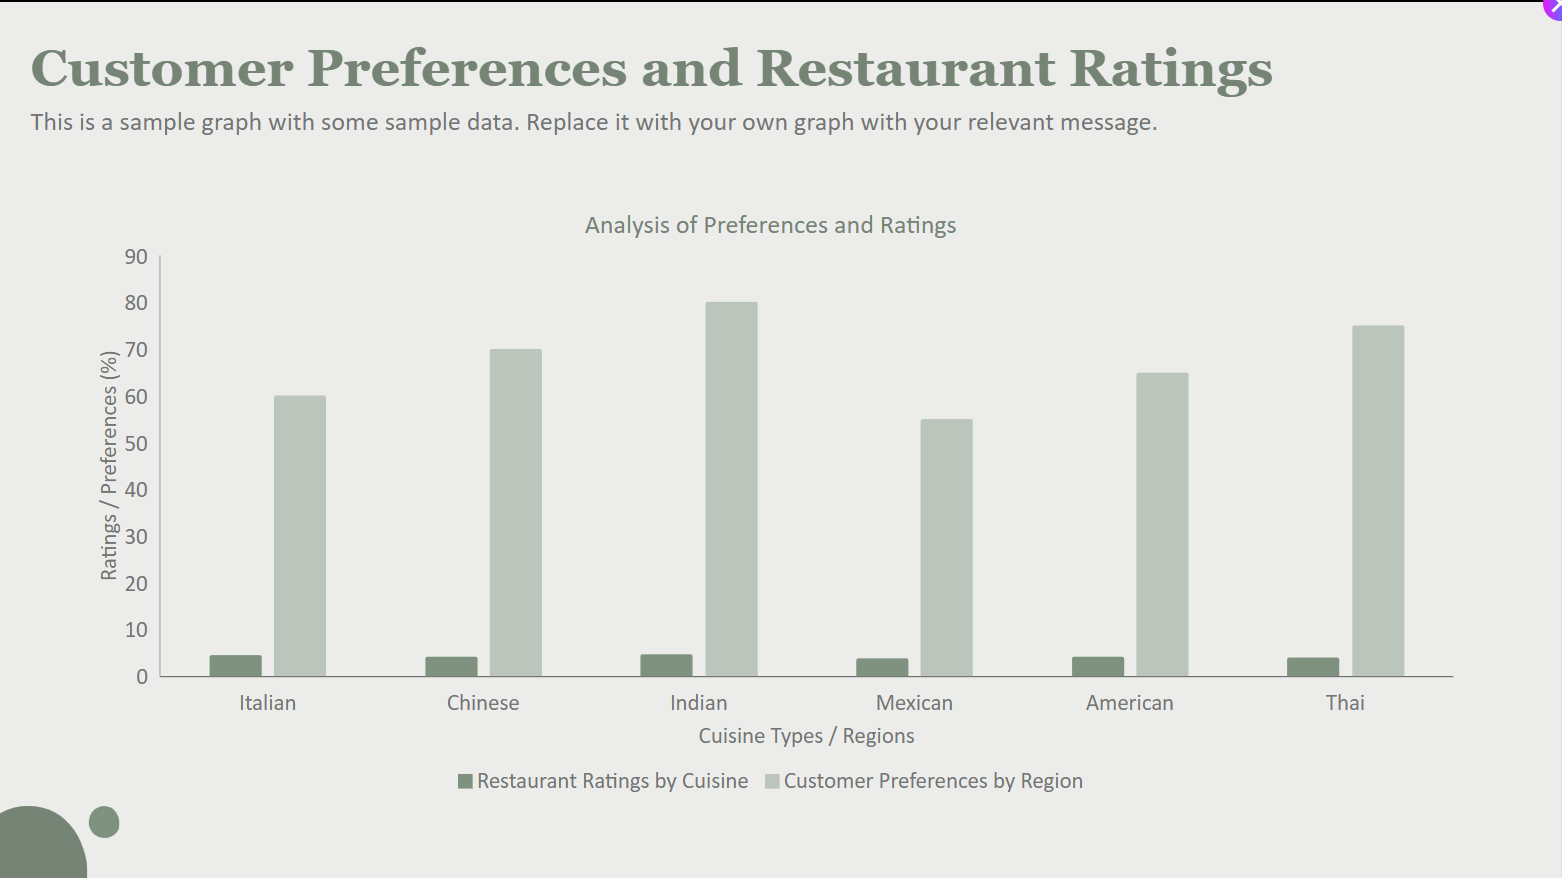 Customer Preferences and Restaurant Ratings
This is a sample graph with some sample data. Replace it with your own graph with your relevant message.
Analysis of Preferences and Ratings
90
80
70
60
50
40
30
20
10
0
Ratings / Preferences (%)
Italian Chinese Indian Mexican American Thai
Cuisine Types / Regions
Restaurant Ratings by Cuisine Customer Preferences by Region